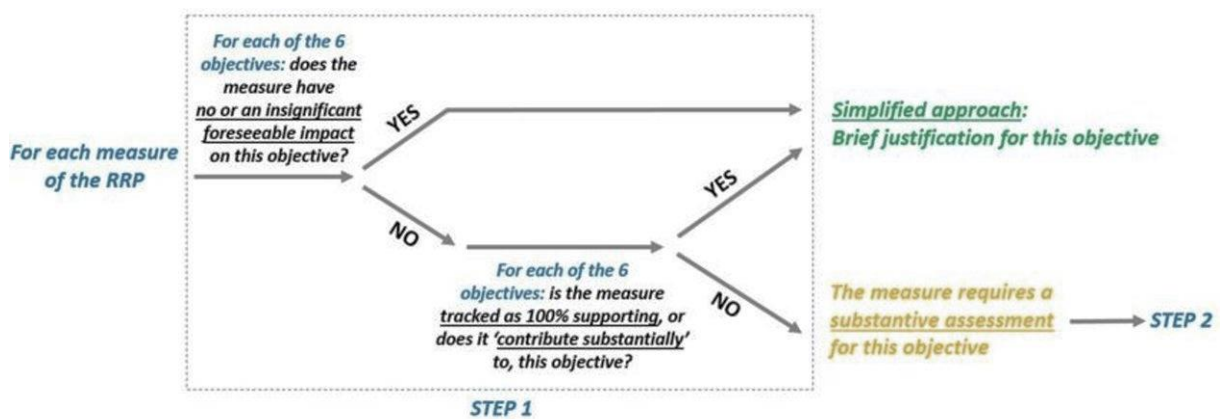 For each of the 6
objectives: does the
measure have
no or an insignificant
foreseeable impact
on this objective?
For each measure
of the RRP
YES
NO
Simplified approach:
Brief justification for this objective
YES
NO
For each of the 6
objectives: is the measure
tracked as 100% supporting, or
does it ‘contribute substantially’
to, this objective?
The measure requires a
substantive assessment
for this objective
STEP 2
STEP 1